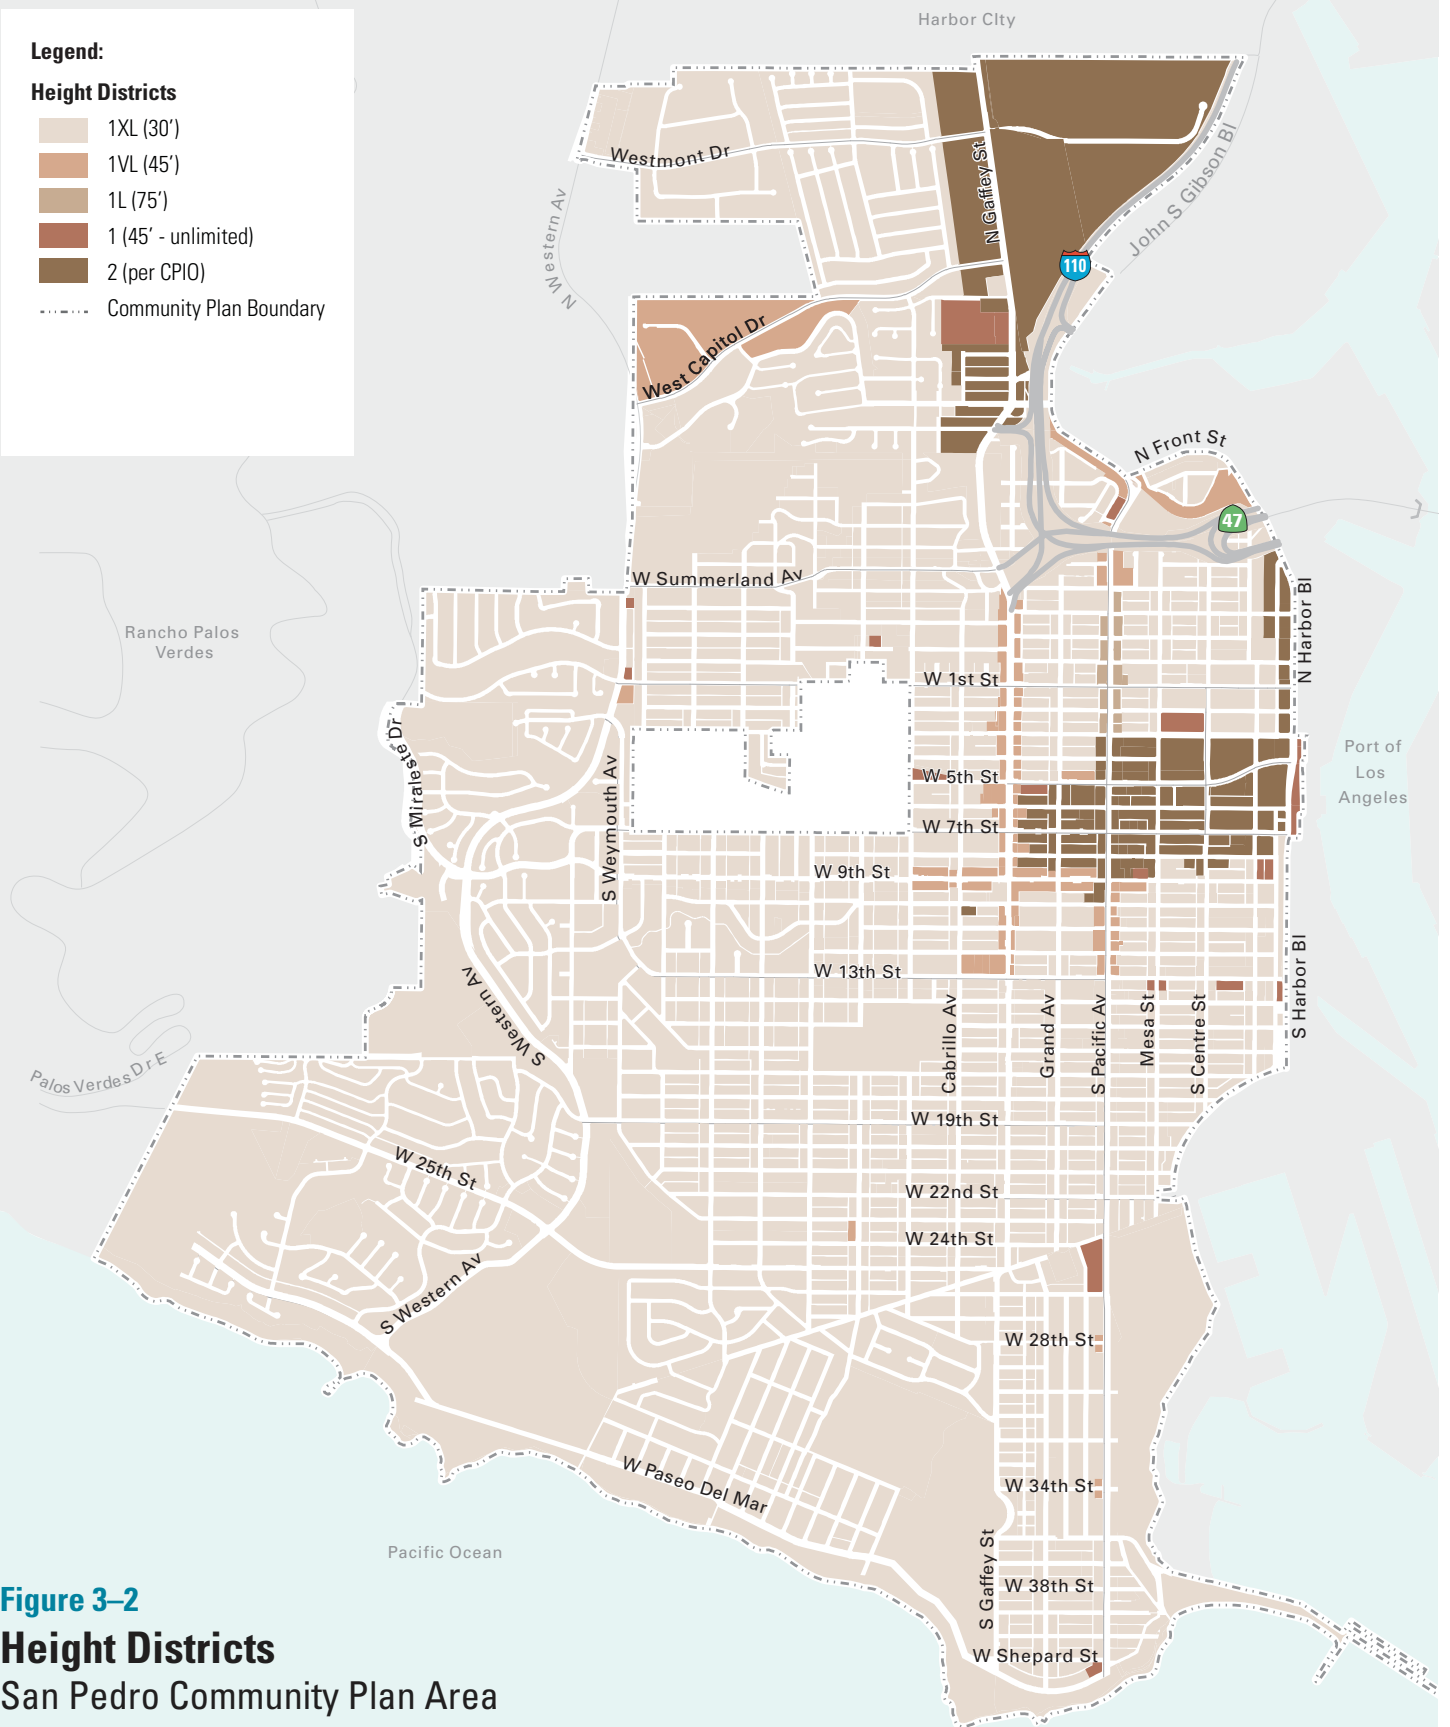 Harbor CIty
Legend:
Height Districts
1XL (30′)
1VL (45′)
1L (75′)
1 (45′ - unlimited)
2 (per CPIO)
Community Plan Boundary
Westmont Dr
N Gaffey St
John S Gibson Bl
N Western Av
110
West Capitol Dr
N Front St
47
W Summerland Av
N Harbor Bl
Rancho Palos
Verdes
W 1st St
S Miraleste Dr
Port of
Los
Angeles
W 5th St
S Weymouth Av
W 7th St
W 9th St
W 13th St
S Western Av
S Harbor Bl
Cabrillo Av
Grand Av
S Pacific Av
Mesa St
S Centre St
Palos Verdes Dr E
W 19th St
W 25th St
W 22nd St
W 24th St
S Western Av
W 28th St
W Paseo Del Mar
W 34th St
Pacific Ocean
S Gaffey St
W 38th St
W Shepard St
Figure 3–2
Height Districts
San Pedro Community Plan Area